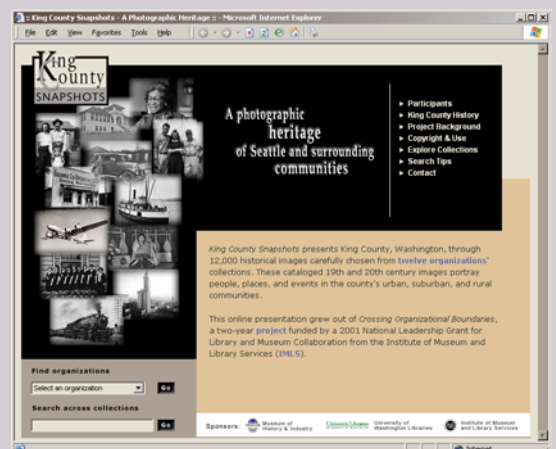 :: King County Snapshots - A Photographic Heritage :: - Microsoft Internet Explorer
File Edit View Favorites Tools Help
King
County
SNAPSHOTS
A photographic
heritage
of Seattle and surrounding
communities
Participants
King County History
Project Background
Copyright & Use
Explore Collections
Search Tips
Contact
King County Snapshots presents King County, Washington, through
12,000 historical images carefully chosen from twelve organizations'
collections. These cataloged 19th and 20th century images portray
people, places, and events in the county's urban, suburban, and rural
communities.
This online presentation grew out of Crossing Organizational Boundaries,
a two-year project funded by a 2001 National Leadership Grant for
Library and Museum Collaboration from the Institute of Museum and
Library Services (IMLS).
Find organizations
Select an organization Go
Search across collections
Go
Sponsors: Museum of
History & Industry
University Libraries University of
Washington Libraries
Institute of Museum
and Library Services
Internet